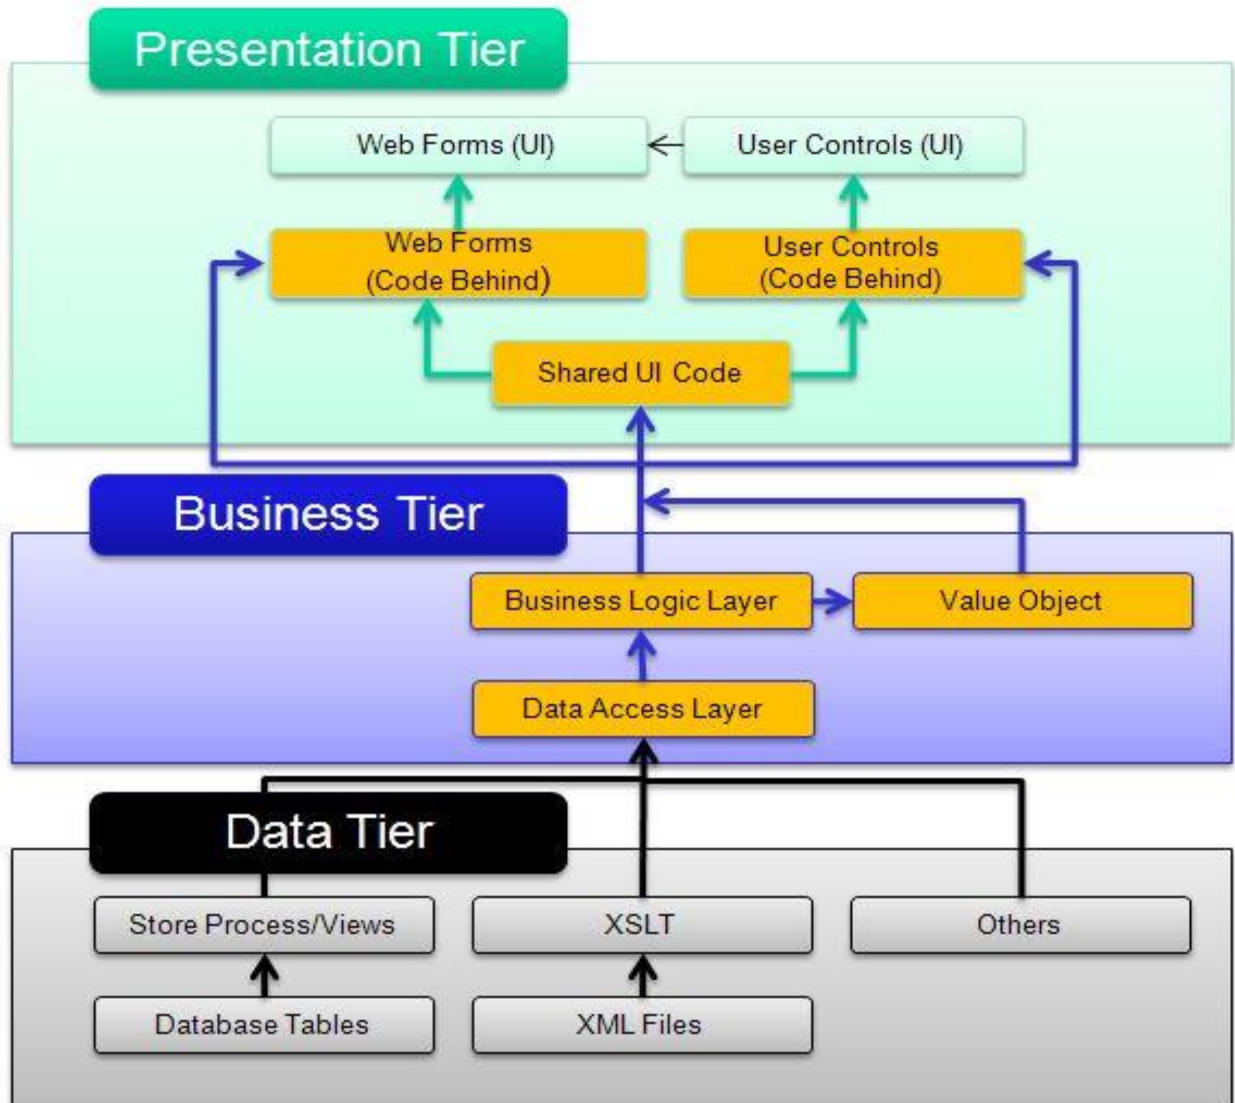 Presentation Tier
Web Forms (UI)
User Controls (UI)
Web Forms
(Code Behind)
User Controls
(Code Behind)
Shared UI Code
Business Tier
Business Logic Layer
Value Object
Data Access Layer
Data Tier
Store Process/Views
XSLT
Others
Database Tables
XML Files